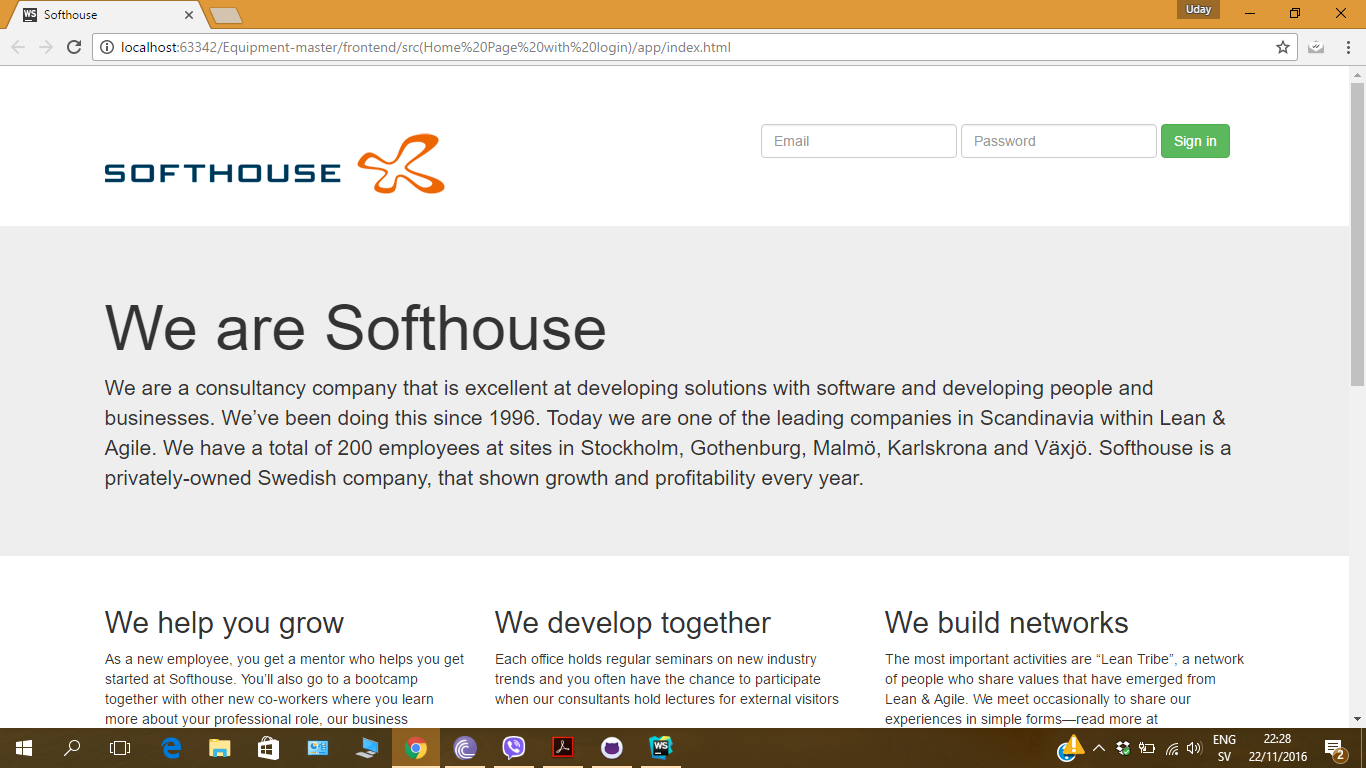 WS Softhouse
Uday
localhost:63342/Equipment-master/frontend/src(Home%20Page%20with%20login)/app/index.html
SOFTHOUSE
Email
Password
Sign in
We are Softhouse
We are a consultancy company that is excellent at developing solutions with software and developing people and
businesses. We’ve been doing this since 1996. Today we are one of the leading companies in Scandinavia within Lean &
Agile. We have a total of 200 employees at sites in Stockholm, Gothenburg, Malmö, Karlskrona and Växjö. Softhouse is a
privately-owned Swedish company, that shown growth and profitability every year.
We help you grow
As a new employee, you get a mentor who helps you get
started at Softhouse. You’ll also go to a bootcamp
together with other new co-workers where you learn
more about your professional role, our business
We develop together
Each office holds regular seminars on new industry
trends and you often have the chance to participate
when our consultants hold lectures for external visitors
We build networks
The most important activities are “Lean Tribe”, a network
of people who share values that have emerged from
Lean & Agile. We meet occasionally to share our
experiences in simple forms—read more at
WS
ENG
SV
22:28
22/11/2016
2